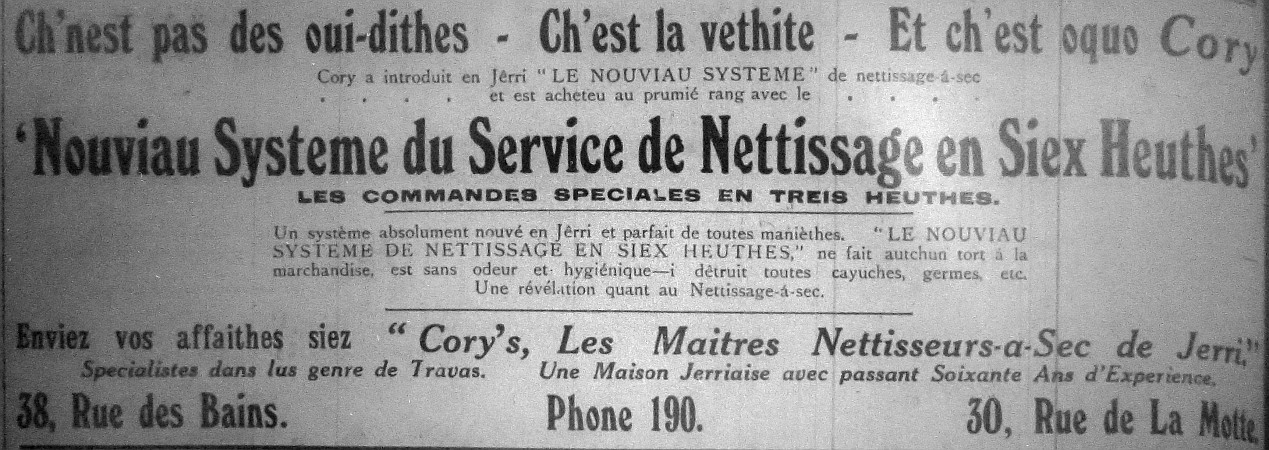 Ch'nest pas des oui-dithes - Ch'est la vethite - Et ch'est oquo Cory
Cory a introduit en Jêrri "LE NOUVIAU SYSTEME" de nettissage-á-sec
. . . . et est acheteu au prumié rang avec le . . . .
'Nouviau Systeme du Service de Nettissage en Siex Heuthes'
LES COMMANDES SPECIALES EN TREIS HEUTHES.
Un système absolument nouvé en Jêrri et parfait de toutes manièthes. "LE NOUVIAU
SYSTEME DE NETTISSAGE EN SIEX HEUTHES," ne fait autchun tort á la
marchandise, est sans odeur et hygiénique—i détruit toutes cayuches, germes, etc.
Une révélation quant au Nettissage-á-sec.
Enviez vos affaithes siez "Cory's, Les Maitres Nettisseurs-a-Sec de Jerri,"
Specialistes dans lus genre de Travas. Une Maison Jerriaise avec passant Soixante Ans d'Experience.
38, Rue des Bains. Phone 190. 30, Rue de La Motte.